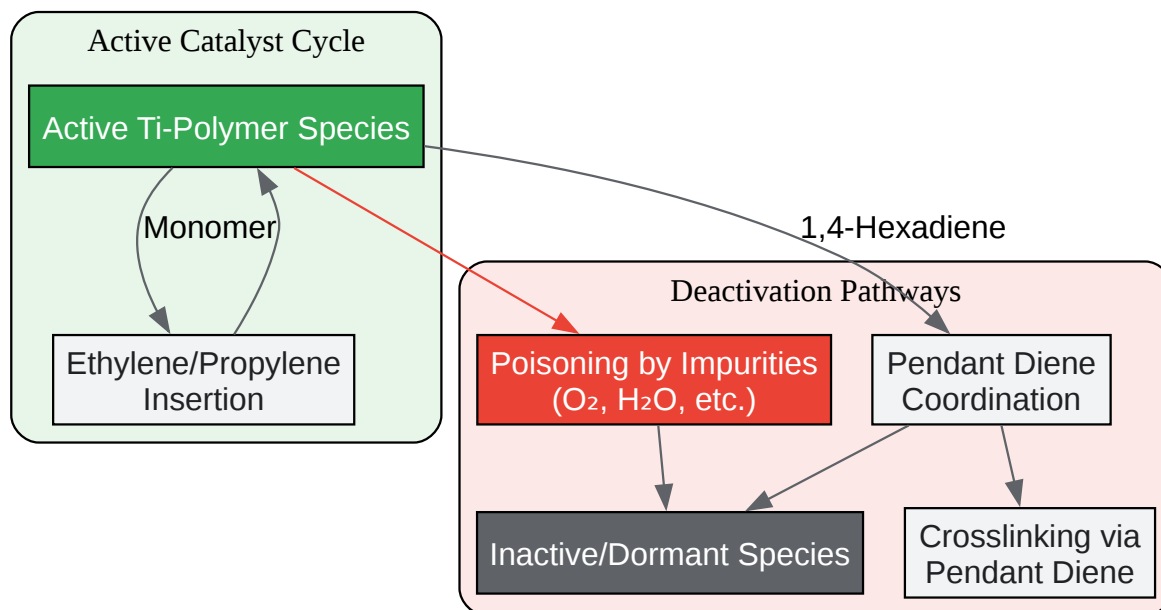 Active Catalyst Cycle
Active Ti-Polymer Species
Monomer
Ethylene/Propylene
Insertion
1,4-Hexadiene
Deactivation Pathways
Poisoning by Impurities
(O₂, H₂O, etc.)
Pendant Diene
Coordination
Inactive/Dormant Species
Crosslinking via
Pendant Diene